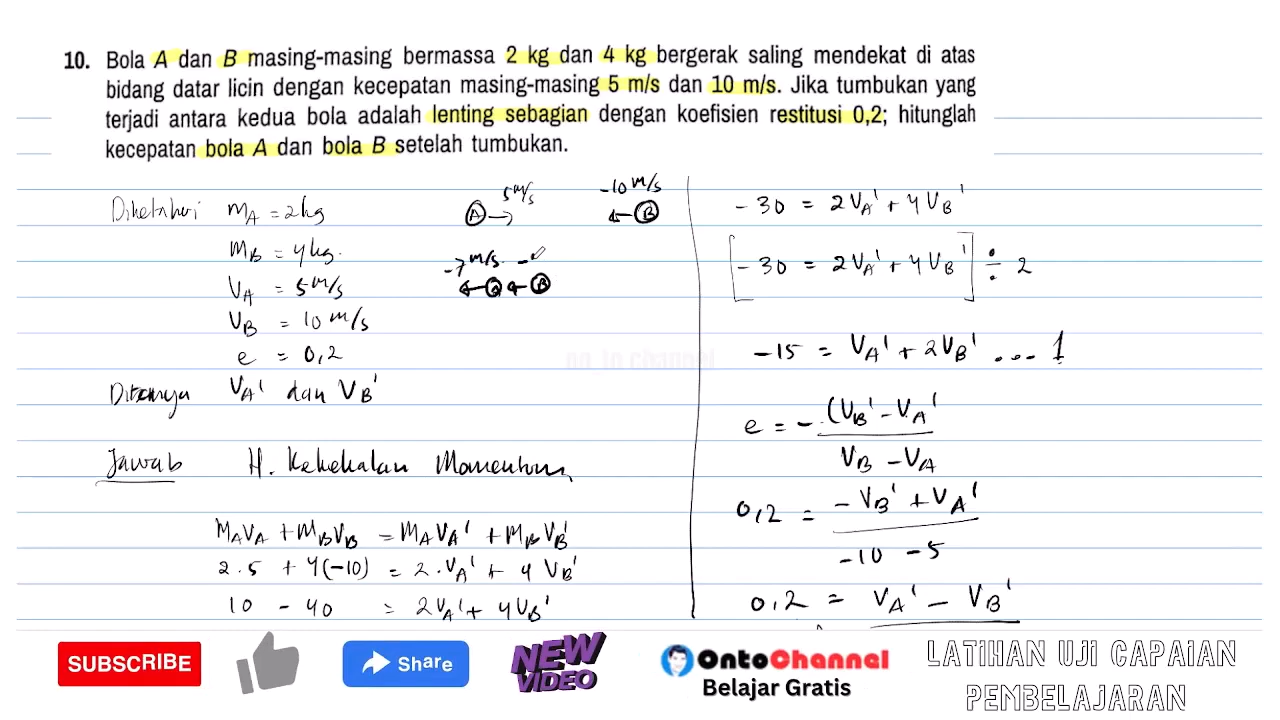 10. Bola A dan B masing-masing bermassa 2 kg dan 4 kg bergerak saling mendekat di atas
bidang datar licin dengan kecepatan masing-masing 5 m/s dan 10 m/s. Jika tumbukan yang
terjadi antara kedua bola adalah lenting sebagian dengan koefisien restitusi 0,2; hitunglah
kecepatan bola A dan bola B setelah tumbukan.
Diketahui mA = 2kg
mB = 4kg.
VA = 5 m/s
VB = 10 m/s
e = 0,2
Ditanya VA' dan VB'
Jawab H. Kekekalan Momentum
5 m/s -10 m/s
A B
-7 m/s -
A B
MAVA + MBVB = MAVA' + MBVB'
2.5 + 4(-10) = 2.VA' + 4VB'
10 - 40 = 2VA' + 4VB'
-30 = 2VA' + 4VB'
[-30 = 2VA' + 4VB'] ÷ 2
-15 = VA' + 2VB' .... 1
e = - (VB' - VA'
VB - VA
0,2 = -VB' + VA'
-10 - 5
0,2 = VA' - VB'
SUBSCRIBE
Share
NEW
VIDEO
OntoChannel
Belajar Gratis
LATIHAN UJI CAPAIAN
PEMBELAJARAN